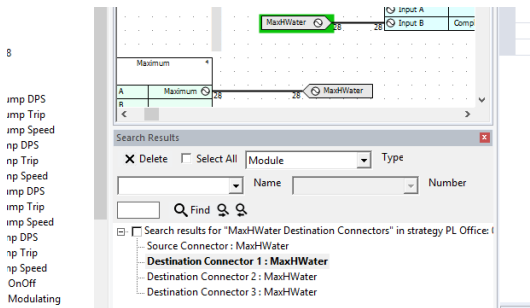 MaxHWater
28
28
Input A
Input B Comp
8
Maximum *
A Maximum
28
28
MaxHWater
B
ump DPS
ump Trip
ump Speed
np DPS
np Trip
np Speed
ump DPS
ump Trip
ump Speed
np DPS
np Trip
np Speed
OnOff
Modulating
Search Results
Delete Select All Module Type
Name Number
Find
Search results for "MaxHWater Destination Connectors" in strategy PL Office:
Source Connector : MaxHWater
Destination Connector 1 : MaxHWater
Destination Connector 2 : MaxHWater
Destination Connector 3 : MaxHWater